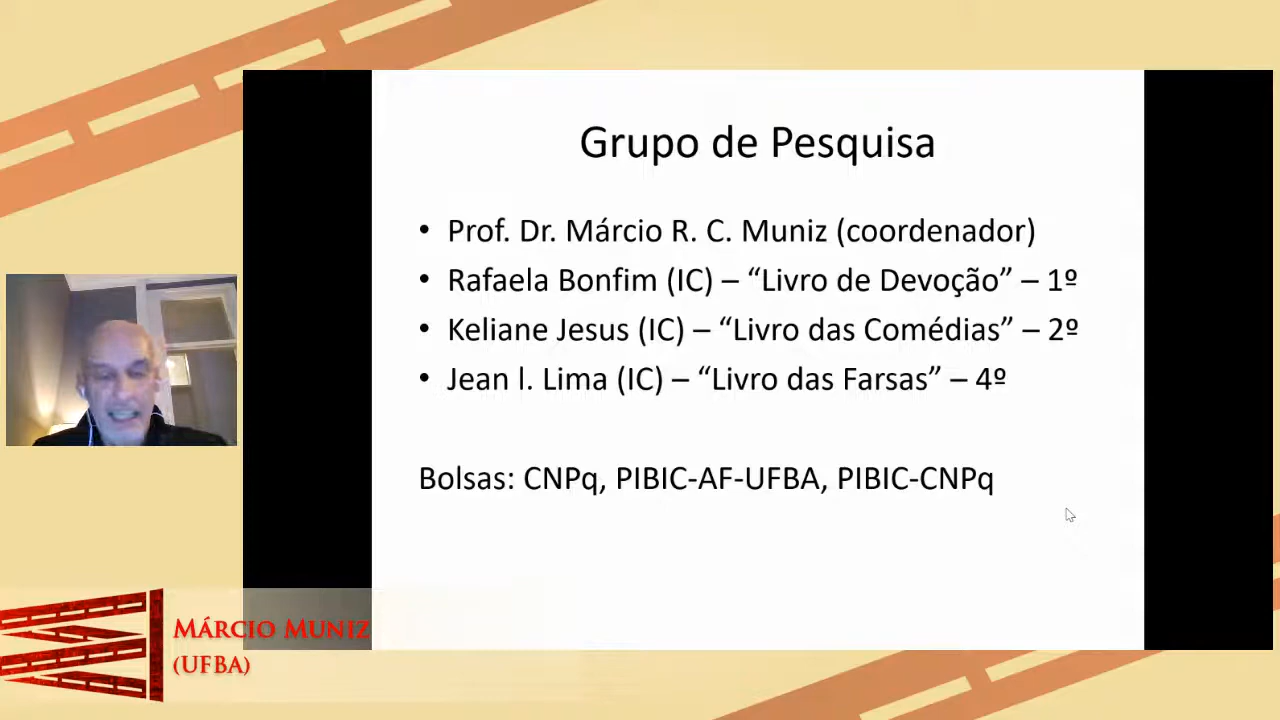 Grupo de Pesquisa
• Prof. Dr. Márcio R. C. Muniz (coordenador)
• Rafaela Bonfim (IC) – “Livro de Devoção” – 1º
• Keliane Jesus (IC) – “Livro das Comédias” – 2º
• Jean l. Lima (IC) – “Livro das Farsas” – 4º
Bolsas: CNPq, PIBIC-AF-UFBA, PIBIC-CNPq
Márcio Muniz
(UFBA)